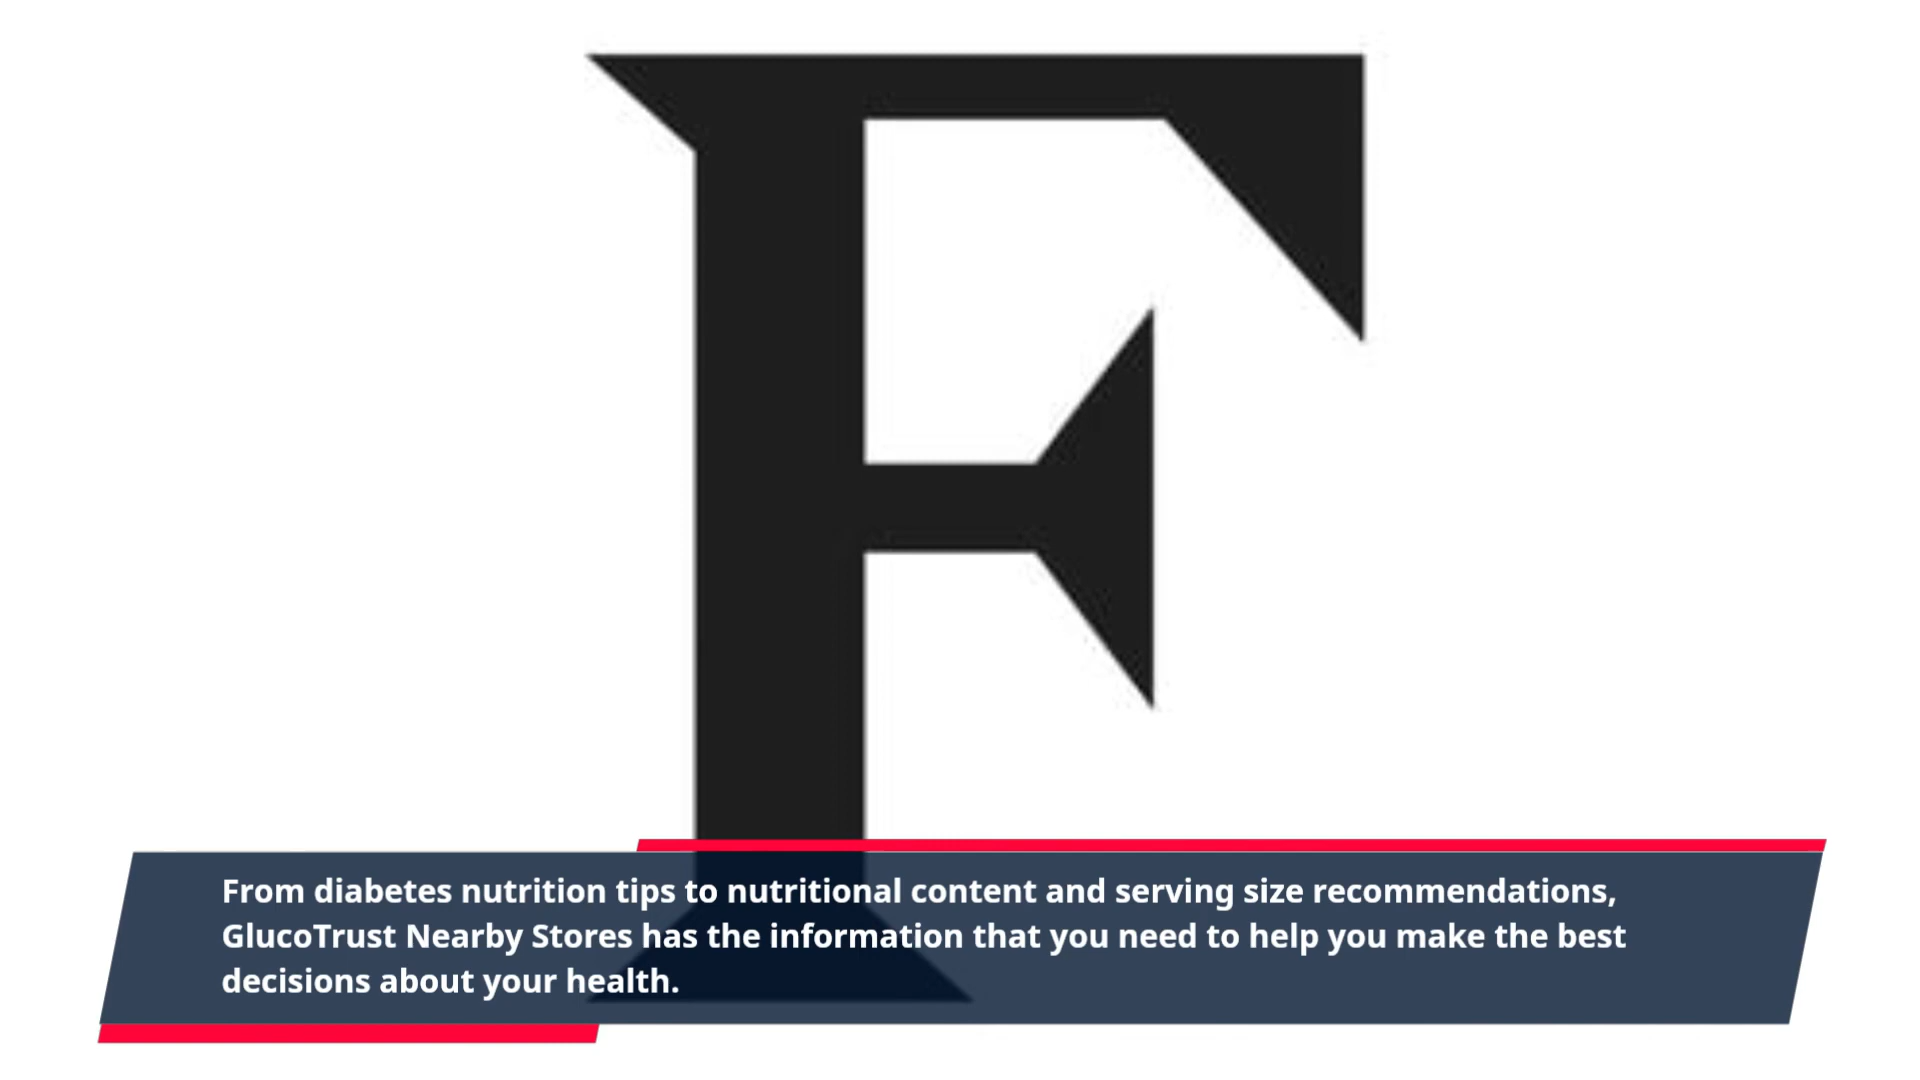 F
From diabetes nutrition tips to nutritional content and serving size recommendations,
GlucoTrust Nearby Stores has the information that you need to help you make the best
decisions about your health.